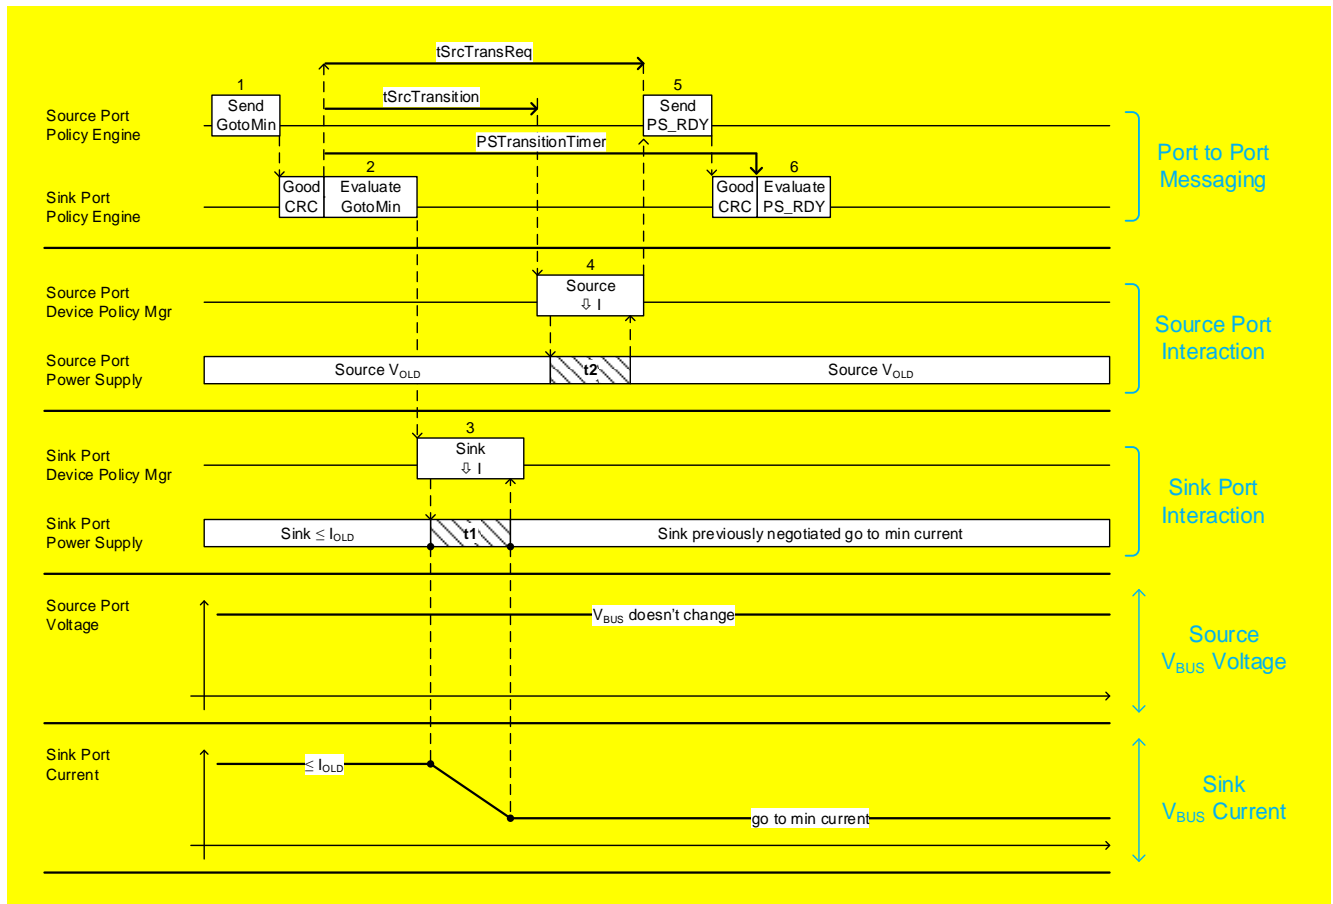 tSrcTransReq
1
tSrcTransition
5
Source Port
Policy Engine
Send
GotoMin
Send
PS_RDY
PSTransitionTimer
2
6
Sink Port
Policy Engine
Good
CRC
Evaluate
GotoMin
Good
CRC
Evaluate
PS_RDY
Port to Port
Messaging
4
Source Port
Device Policy Mgr
Source
⇩ I
Source Port
Power Supply
Source VOLD
t2
Source VOLD
Source Port
Interaction
3
Sink Port
Device Policy Mgr
Sink
⇩ I
Sink Port
Power Supply
Sink ≤ IOLD
t1
Sink previously negotiated go to min current
Sink Port
Interaction
Source Port
Voltage
VBUS doesn't change
Source
VBUS Voltage
Sink Port
Current
≤ IOLD
go to min current
Sink
VBUS Current